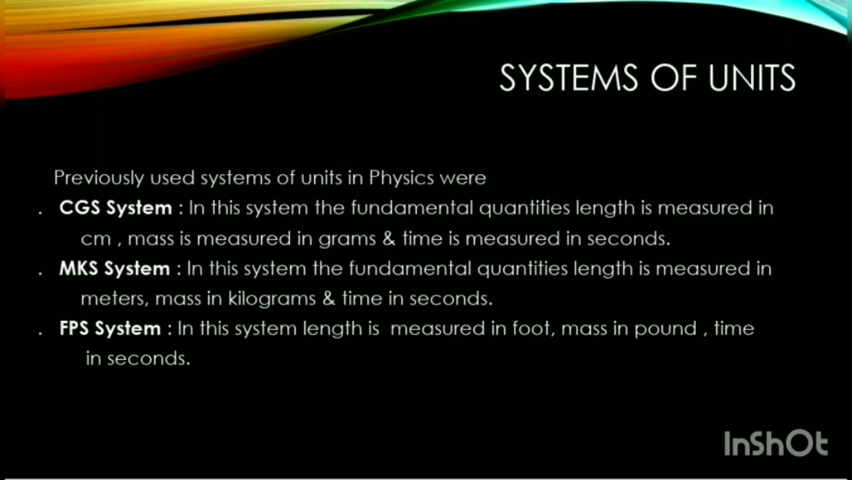 SYSTEMS OF UNITS
Previously used systems of units in Physics were
. CGS System : In this system the fundamental quantities length is measured in
cm , mass is measured in grams & time is measured in seconds.
. MKS System : In this system the fundamental quantities length is measured in
meters, mass in kilograms & time in seconds.
. FPS System : In this system length is measured in foot, mass in pound , time
in seconds.
InShOt